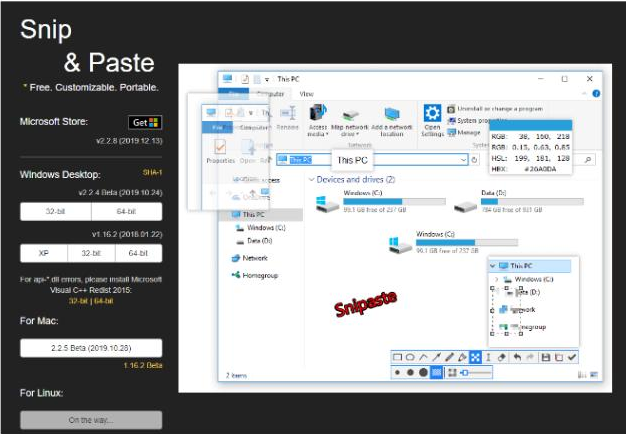 Snip
& Paste
* Free. Customizable. Portable.
Microsoft Store:
Get
v2.2.8 (2019.12.13)
Windows Desktop:
SHA-1
v2.2.4 Beta (2019.10.24)
32-bit
64-bit
v1.16.2 (2018.01.22)
XP
32-bit
64-bit
For api-* dll errors, please install Microsoft
Visual C++ Redist 2015:
32-bit | 64-bit
For Mac:
2.2.5 Beta (2019.10.28)
1.16.2 Beta
For Linux:
On the way...
This PC
Computer
View
Rename
Access
media
Map network
drive
Add a network
location
Network
Open
Settings
Uninstall or change a program
System
Manage
RGB: 38, 160, 218
RGB: 0.15, 0.63, 0.85
HSL: 199, 181, 128
HEX: #26A0DA
Computer
Properties
Open
This PC
This PC
Devices and drives (2)
Windows (C:)
99.1 GB free of 237 GB
Data (D:)
784 GB free of 931 GB
Windows (C:)
99.1 GB free of 237 GB
This PC
Windows (C:)
Data (D:)
Network
Homegroup
This PC
Windows (C:)
Data (D:)
Snipaste
2 items